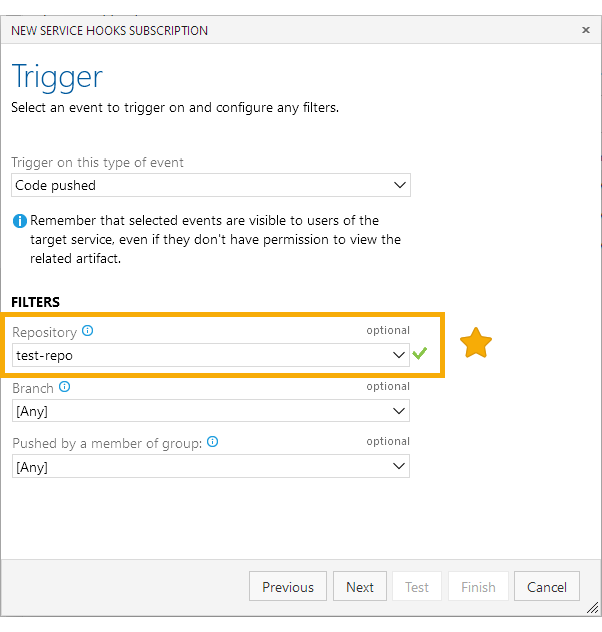 NEW SERVICE HOOKS SUBSCRIPTION
Trigger
Select an event to trigger on and configure any filters.
Trigger on this type of event
Code pushed
Remember that selected events are visible to users of the
target service, even if they don't have permission to view the
related artifact.
FILTERS
Repository optional
test-repo
Branch optional
[Any]
Pushed by a member of group: optional
[Any]
Previous Next Test Finish Cancel